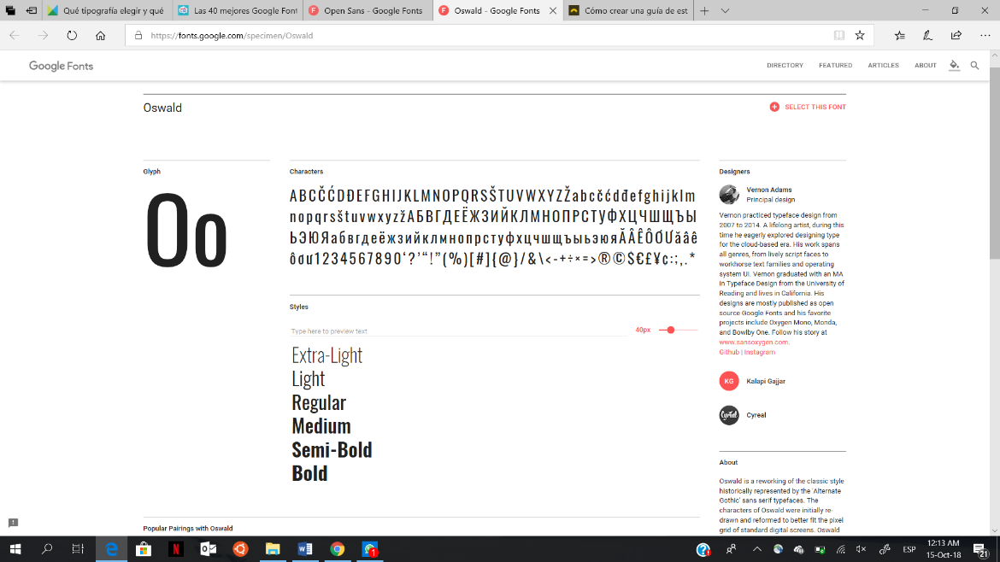 Qué tipografía elegir y qué
Las 40 mejores Google Font
Open Sans - Google Fonts
Oswald - Google Fonts
Cómo crear una guía de est
https://fonts.google.com/specimen/Oswald
Google Fonts
DIRECTORY
FEATURED
ARTICLES
ABOUT
Oswald
SELECT THIS FONT
Glyph
Oo
Characters
ABCČĆDĐEFGHIJKLMNOPQRSŠTUVWXYZŽabcčćdđefghijklm
nopqrsštuvwxyzžАБВГДЕЁЖЗИЙКЛМНОПРСТУФХЦЧШЩЪЫ
ЬЭЮЯабвгдеёжзийклмнопрстуфхцчшщъыьэюяĂÂÊÔƠƯăâê
ôơư1234567890‘?’“!”(%)[#]{@}/&\<-+÷×=>®©$€£¥¢:;,.*
Styles
Type here to preview text
40px
Extra-Light
Light
Regular
Medium
Semi-Bold
Bold
Popular Pairings with Oswald
Designers
Vernon Adams
Principal design
Vernon practiced typeface design from
2007 to 2014. A lifelong artist, during this
time he eagerly explored designing type
for the cloud-based era. His work spans
all genres, from lively script faces to
workhorse text families and operating
system UI. Vernon graduated with an MA
in Typeface Design from the University of
Reading and lives in California. His
designs are mostly published as open
source Google Fonts and his favorite
projects include Oxygen Mono, Monda,
and Bowlby One. Follow his story at
www.sansoxygen.com.
Github | Instagram
KG
Kalapi Gajjar
Cyreal
Cyreal
About
Oswald is a reworking of the classic style
historically represented by the 'Alternate
Gothic' sans serif typefaces. The
characters of Oswald were initially re-
drawn and reformed to better fit the pixel
grid of standard digital screens. Oswald
ESP
12:13 AM
15-Oct-18
21
1